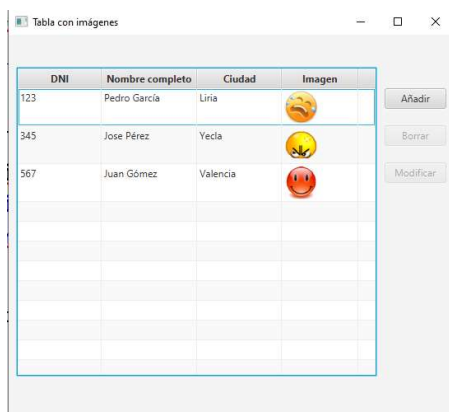 Tabla con imágenes
DNI Nombre completo Ciudad Imagen
123 Pedro García Liria
345 Jose Pérez Yecla
567 Juan Gómez Valencia
Añadir
Borrar
Modificar